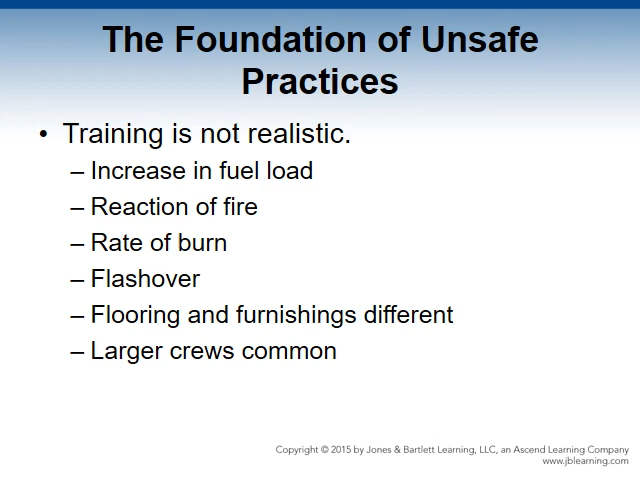 The Foundation of Unsafe
Practices
• Training is not realistic.
– Increase in fuel load
– Reaction of fire
– Rate of burn
– Flashover
– Flooring and furnishings different
– Larger crews common
Copyright © 2015 by Jones & Bartlett Learning, LLC, an Ascend Learning Company
www.jblearning.com